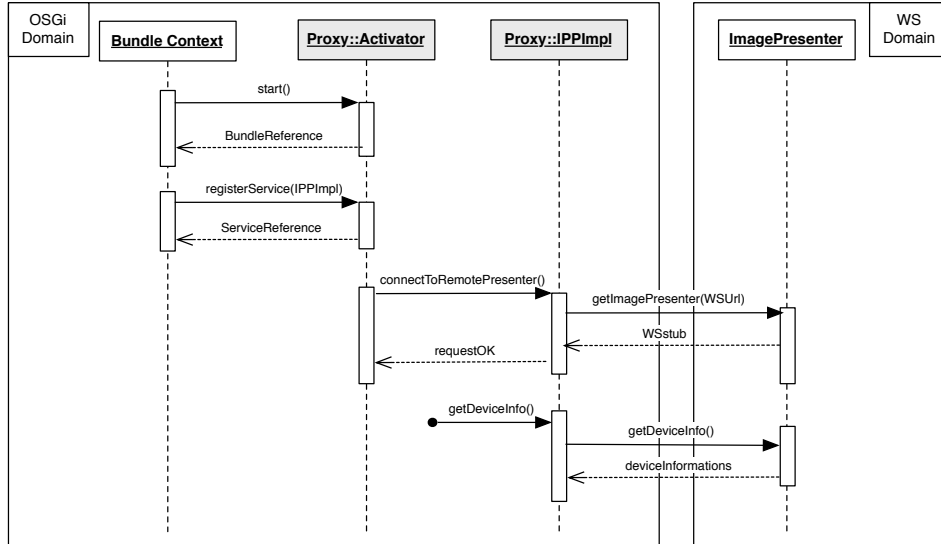 OSGi
Domain
WS
Domain
Bundle Context
Proxy::Activator
Proxy::IPPImpl
ImagePresenter
start()
BundleReference
registerService(IPPImpl)
ServiceReference
connectToRemotePresenter()
getImagePresenter(WSUrl)
WSstub
requestOK
getDeviceInfo()
getDeviceInfo()
deviceInformations